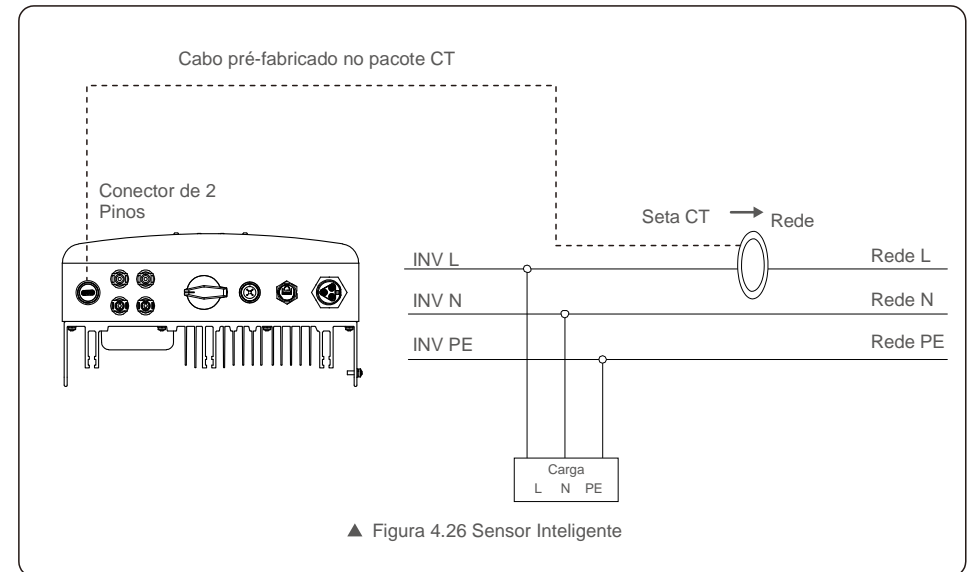 Cabo pré-fabricado no pacote CT
Conector de 2
Pinos
Seta CT
Rede
INV L
Rede L
INV N
Rede N
INV PE
Rede PE
Carga
L N PE
▲ Figura 4.26 Sensor Inteligente